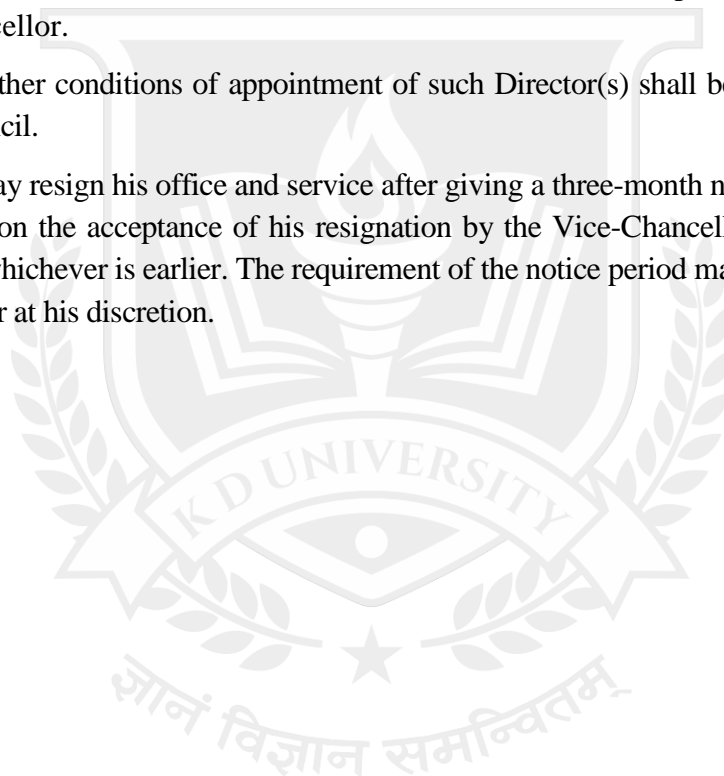 cellor.
ther conditions of appointment of such Director(s) shall be
cil.
ay resign his office and service after giving a three-month n
on the acceptance of his resignation by the Vice-Chancell
whichever is earlier. The requirement of the notice period ma
r at his discretion.
K D UNIVERSITY
ज्ञानं विज्ञान समन्वितम्